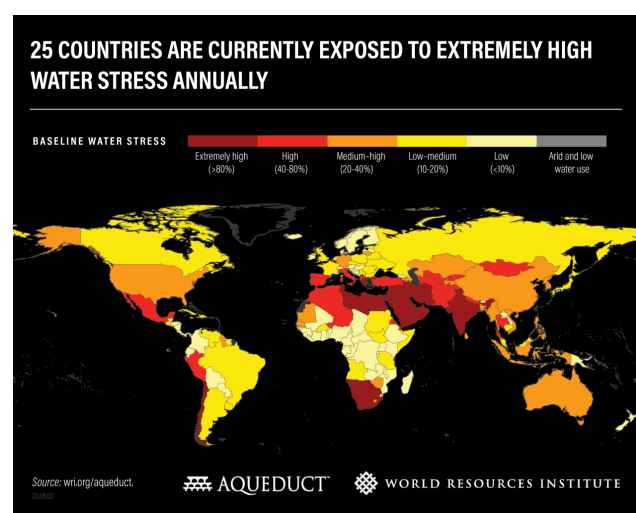 25 COUNTRIES ARE CURRENTLY EXPOSED TO EXTREMELY HIGH
WATER STRESS ANNUALLY
BASELINE WATER STRESS
Extremely high
(>80%)
High
(40-80%)
Medium-high
(20-40%)
Low-medium
(10-20%)
Low
(<10%)
Arid and low
water use
Source: wri.org/aqueduct.
23.08.02
AQUEDUCT™
WORLD RESOURCES INSTITUTE